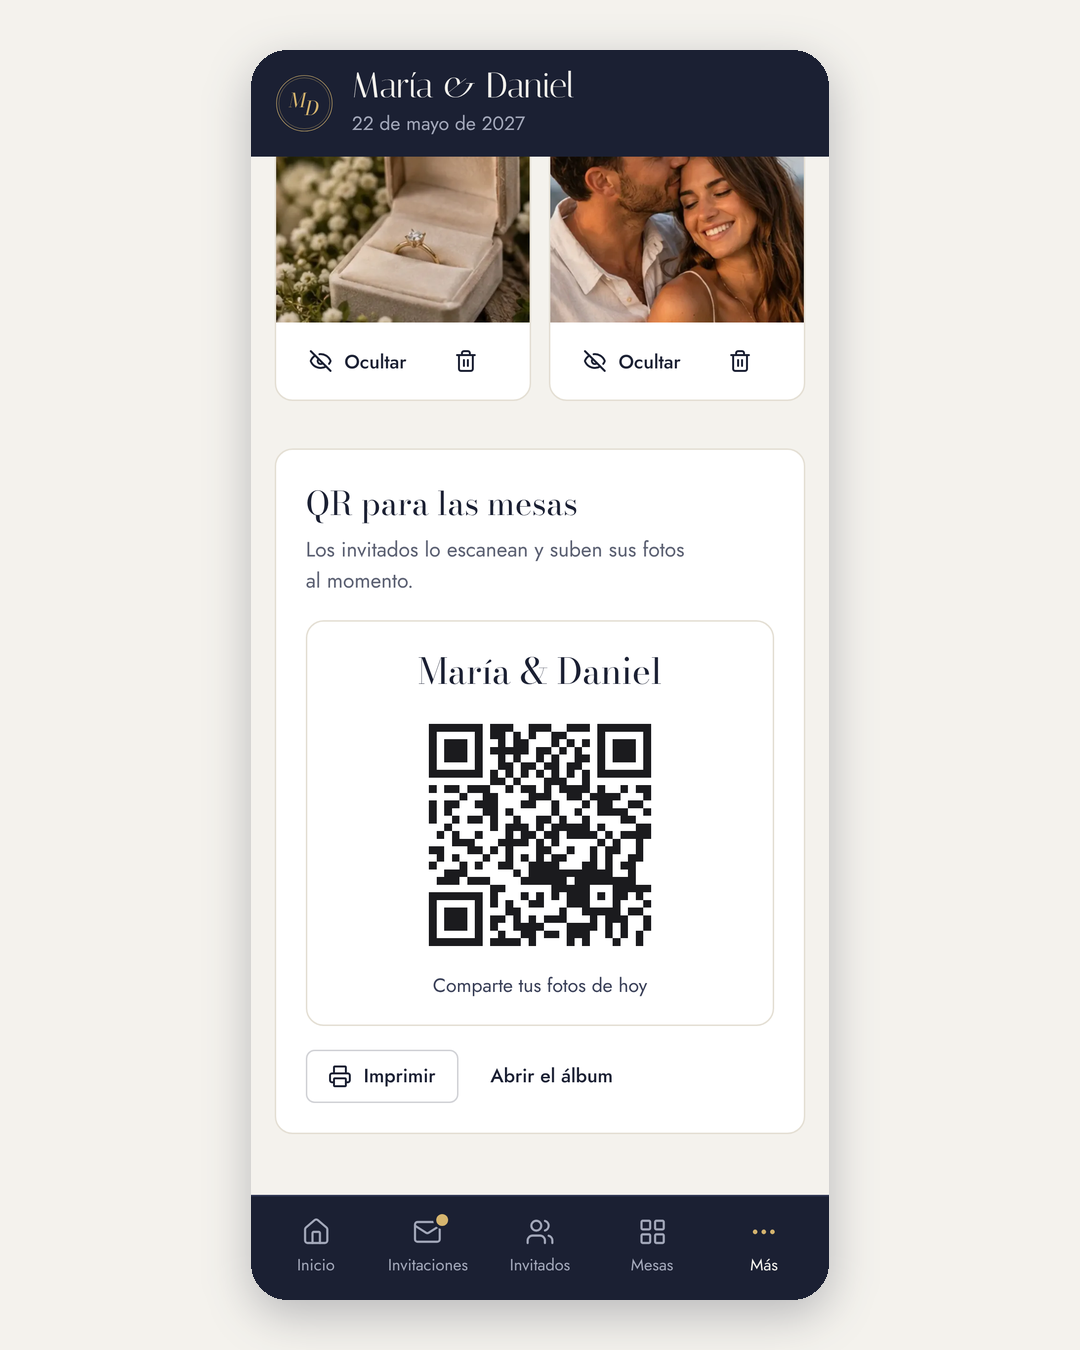 MD
María & Daniel
22 de mayo de 2027
Ocultar
Ocultar
QR para las mesas
Los invitados lo escanean y suben sus fotos
al momento.
María & Daniel
Comparte tus fotos de hoy
Imprimir
Abrir el álbum
Inicio
Invitaciones
Invitados
Mesas
Más